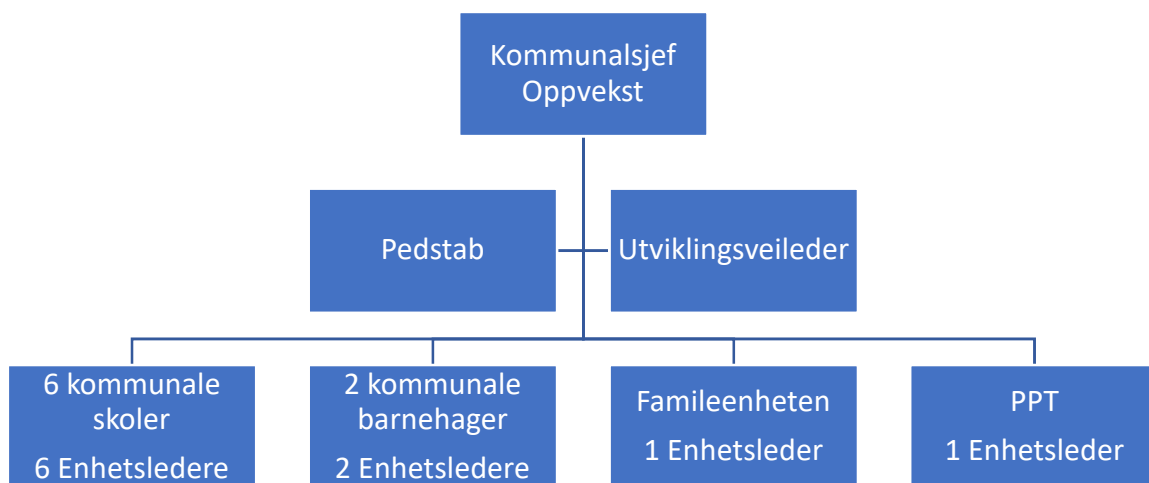 Kommunalsjef
Oppvekst
Pedstab
Utviklingsveileder
6 kommunale
skoler
6 Enhetsledere
2 kommunale
barnehager
2 Enhetsledere
Famileenheten
1 Enhetsleder
PPT
1 Enhetsleder